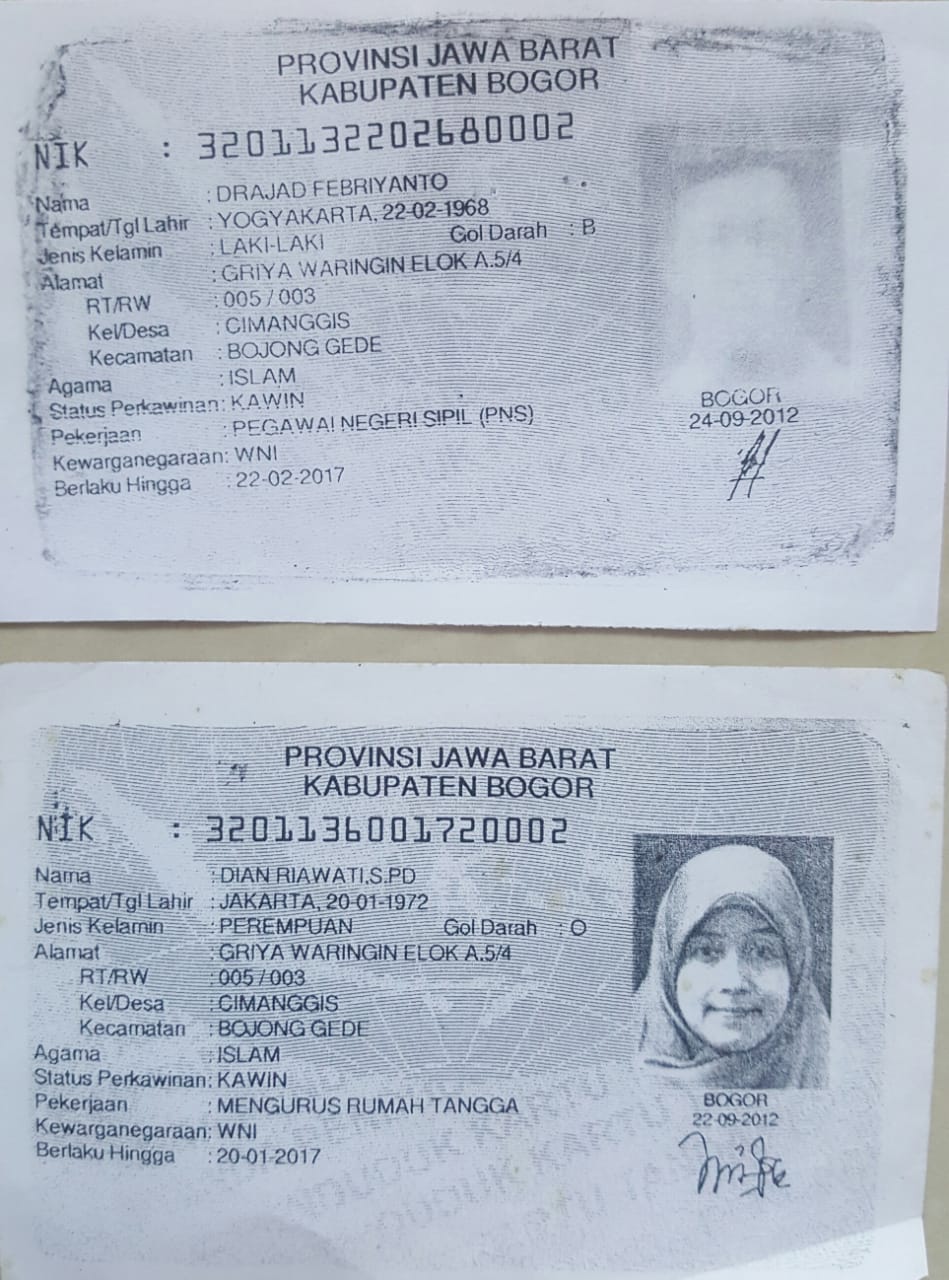 PROVINSI JAWA BARAT
KABUPATEN BOGOR
NIK : 3201132202680002
Nama : DRAJAD FEBRIYANTO
Tempat/Tgl Lahir : YOGYAKARTA, 22-02-1968
Jenis Kelamin : LAKI-LAKI Gol Darah : B
Alamat : GRIYA WARINGIN ELOK A.5/4
RT/RW : 005 / 003
Kel/Desa : CIMANGGIS
Kecamatan : BOJONG GEDE
Agama : ISLAM
Status Perkawinan: KAWIN
Pekerjaan : PEGAWAI NEGERI SIPIL (PNS)
Kewarganegaraan: WNI
Berlaku Hingga : 22-02-2017
BOGOR
24-09-2012
PROVINSI JAWA BARAT
KABUPATEN BOGOR
NIK : 3201136001720002
Nama : DIAN RIAWATI,S.PD
Tempat/Tgl Lahir : JAKARTA, 20-01-1972
Jenis Kelamin : PEREMPUAN Gol Darah : O
Alamat : GRIYA WARINGIN ELOK A.5/4
RT/RW : 005 / 003
Kel/Desa : CIMANGGIS
Kecamatan : BOJONG GEDE
Agama : ISLAM
Status Perkawinan: KAWIN
Pekerjaan : MENGURUS RUMAH TANGGA
Kewarganegaraan: WNI
Berlaku Hingga : 20-01-2017
BOGOR
22-09-2012